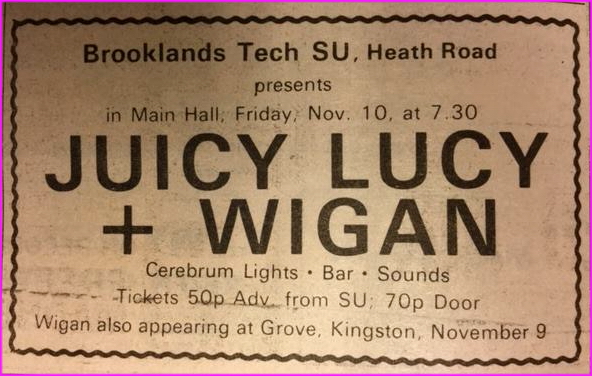 Brooklands Tech SU, Heath Road
presents
in Main Hall, Friday, Nov. 10, at 7.30
JUICY LUCY
+ WIGAN
Cerebrum Lights • Bar • Sounds
Tickets 50p Adv. from SU; 70p Door
Wigan also appearing at Grove, Kingston, November 9